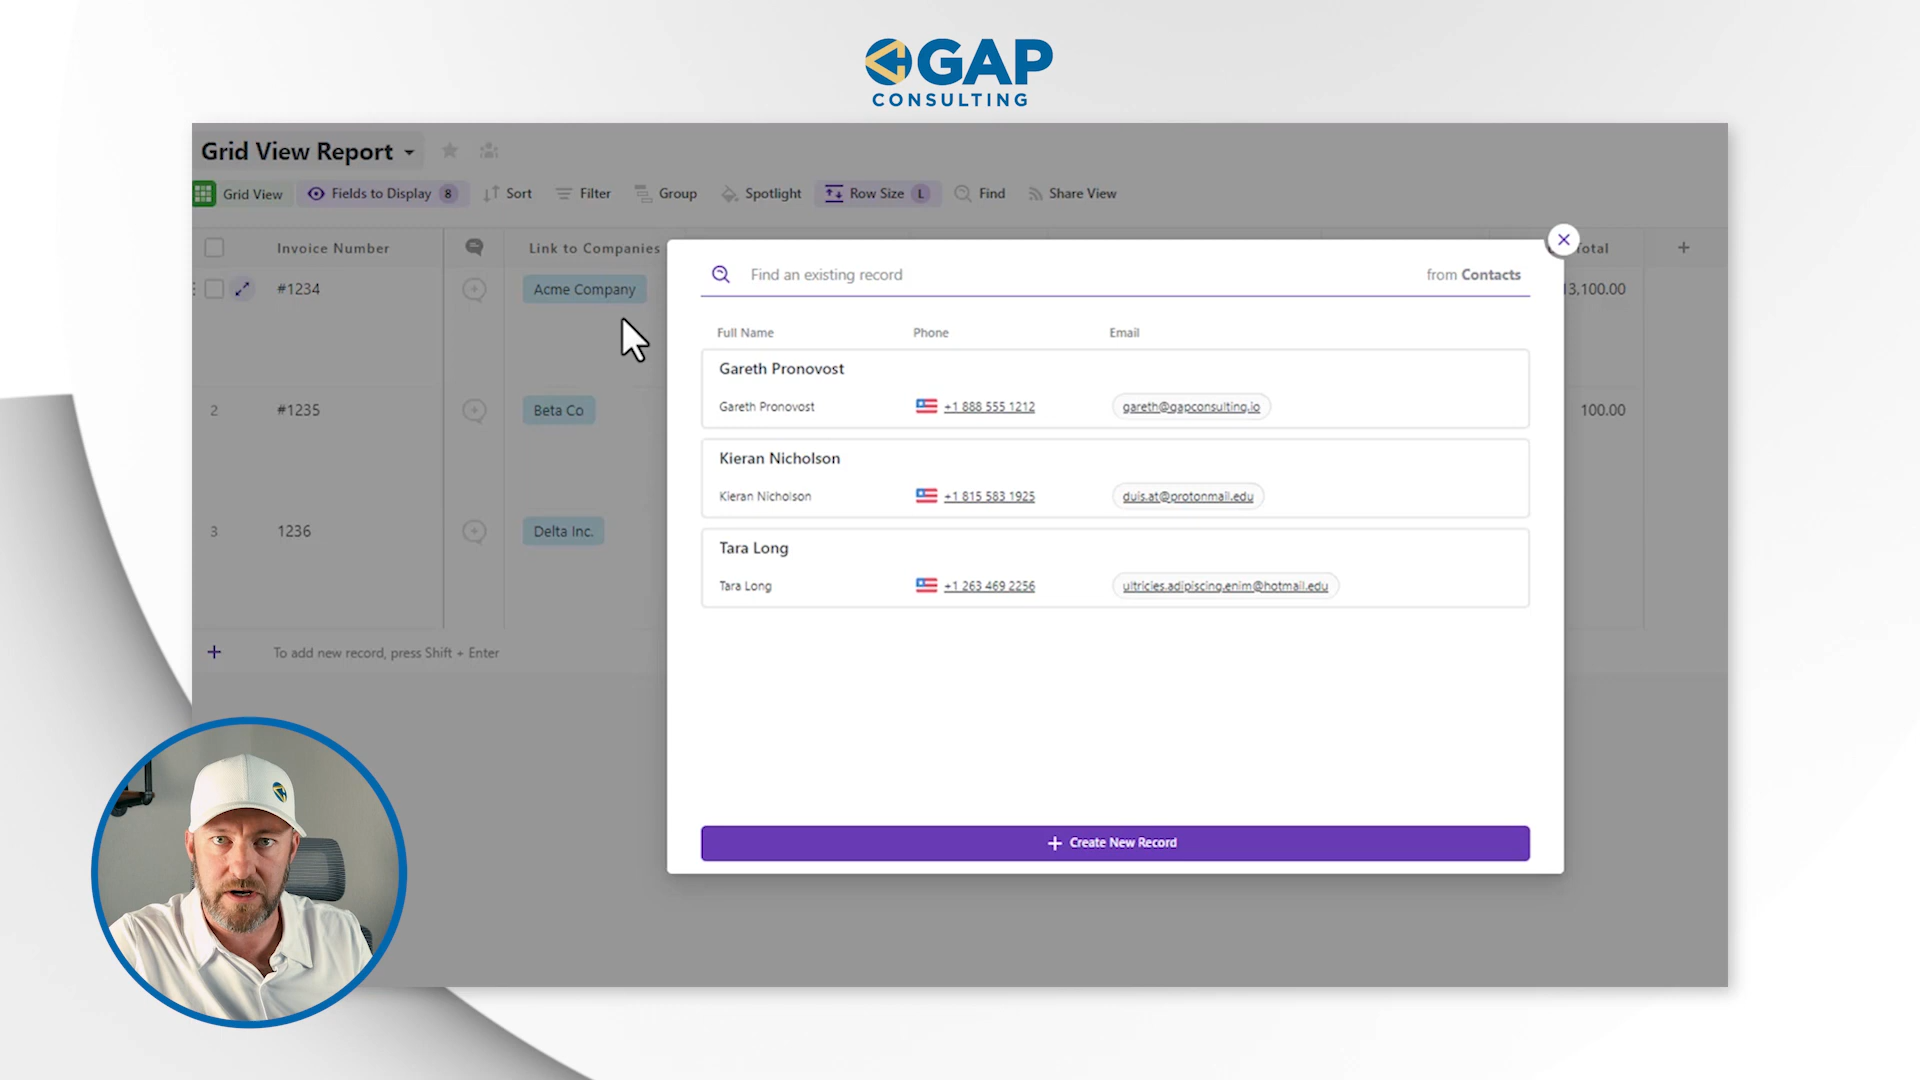 GAP
CONSULTING
Grid View Report
Grid View Fields to Display 8 Sort Filter Group Spotlight Row Size L Find Share View
Invoice Number Link to Companies Total
#1234 Acme Company 3,100.00
2 #1235 Beta Co 100.00
3 1236 Delta Inc.
To add new record, press Shift + Enter
Find an existing record from Contacts
Full Name Phone Email
Gareth Pronovost
Gareth Pronovost +1 888 555 1212 gareth@gapconsulting.io
Kieran Nicholson
Kieran Nicholson +1 815 583 1925 duis.at@protonmail.edu
Tara Long
Tara Long +1 263 469 2256 ultricies.adipiscing.enim@hotmail.edu
+ Create New Record